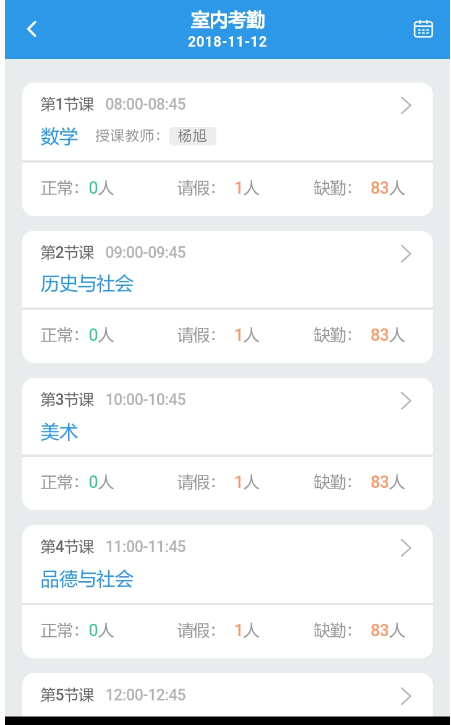 室内考勤
2018-11-12
第1节课 08:00-08:45
数学 授课教师： 杨旭
正常：0人 请假： 1人 缺勤： 83人
第2节课 09:00-09:45
历史与社会
正常：0人 请假： 1人 缺勤： 83人
第3节课 10:00-10:45
美术
正常：0人 请假： 1人 缺勤： 83人
第4节课 11:00-11:45
品德与社会
正常：0人 请假： 1人 缺勤： 83人
第5节课 12:00-12:45